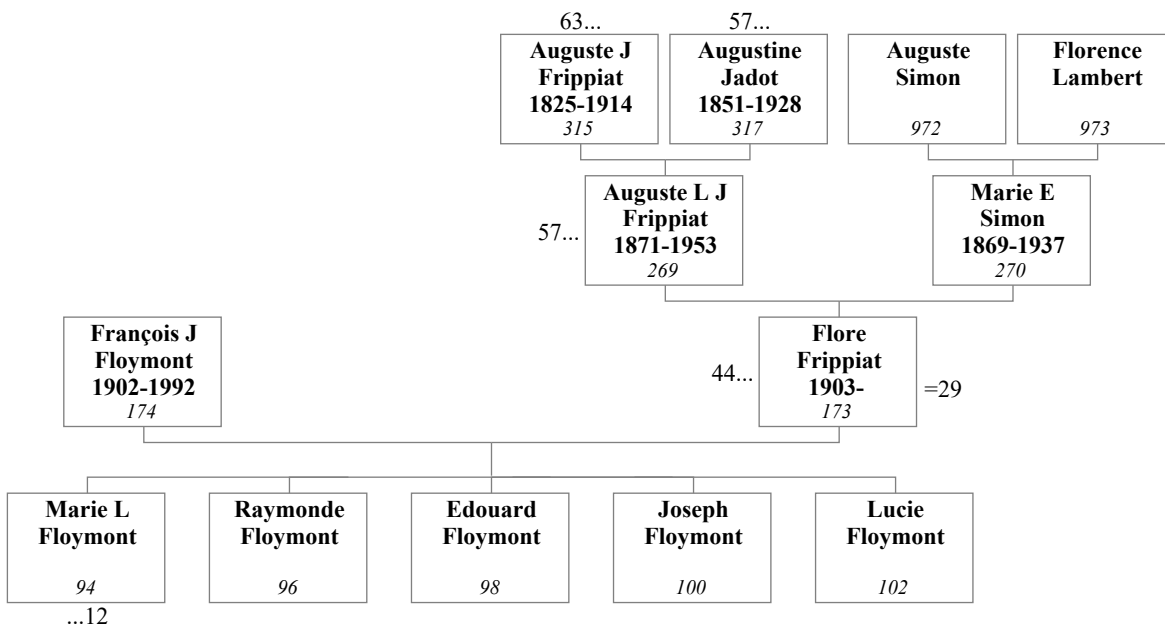 63...
57...
Auguste J
Frippiat
1825-1914
315
Augustine
Jadot
1851-1928
317
Auguste
Simon
972
Florence
Lambert
973
57...
Auguste L J
Frippiat
1871-1953
269
Marie E
Simon
1869-1937
270
François J
Floymont
1902-1992
174
44...
Flore
Frippiat
1903-
173
=29
Marie L
Floymont
94
...12
Raymonde
Floymont
96
Edouard
Floymont
98
Joseph
Floymont
100
Lucie
Floymont
102